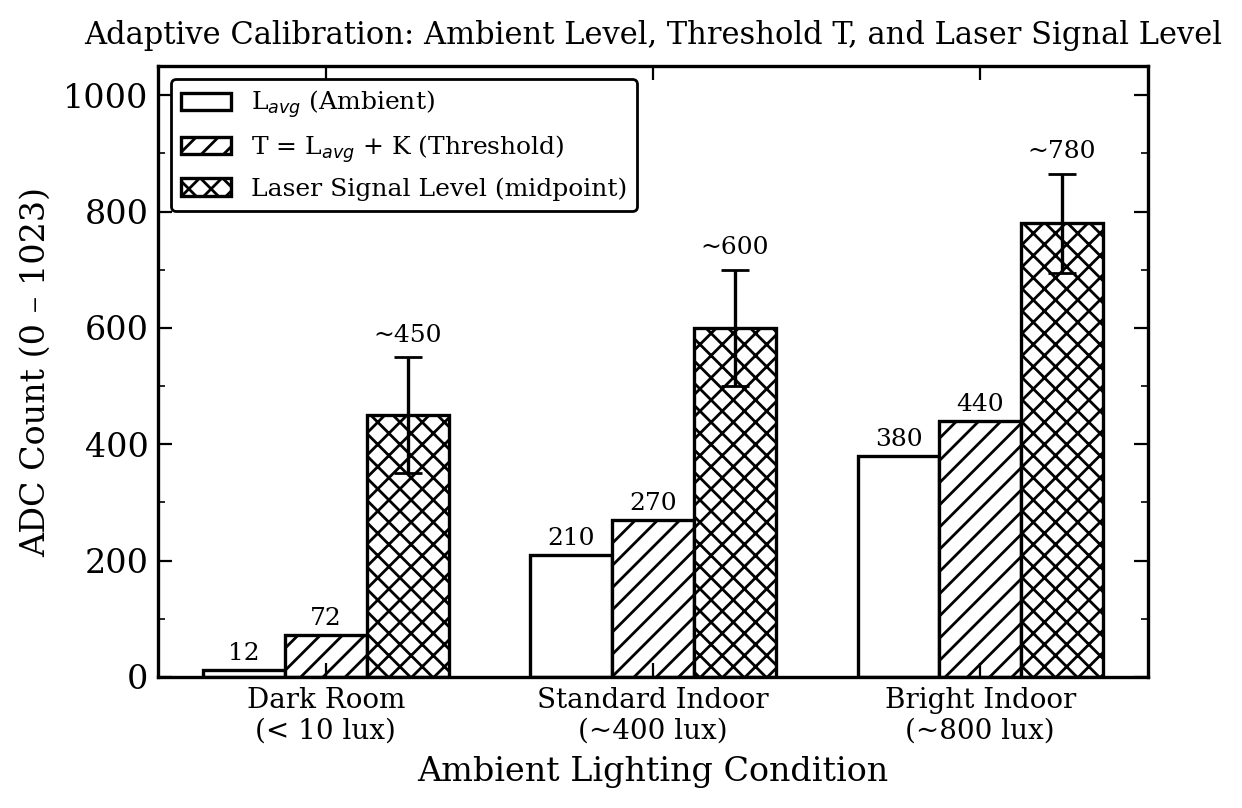 Adaptive Calibration: Ambient Level, Threshold T, and Laser Signal Level
ADC Count (0 – 1023)
1000
800
600
400
200
0
L_avg (Ambient)
T = L_avg + K (Threshold)
Laser Signal Level (midpoint)
12
72
~450
210
270
~600
380
440
~780
Dark Room
(< 10 lux)
Standard Indoor
(~400 lux)
Bright Indoor
(~800 lux)
Ambient Lighting Condition